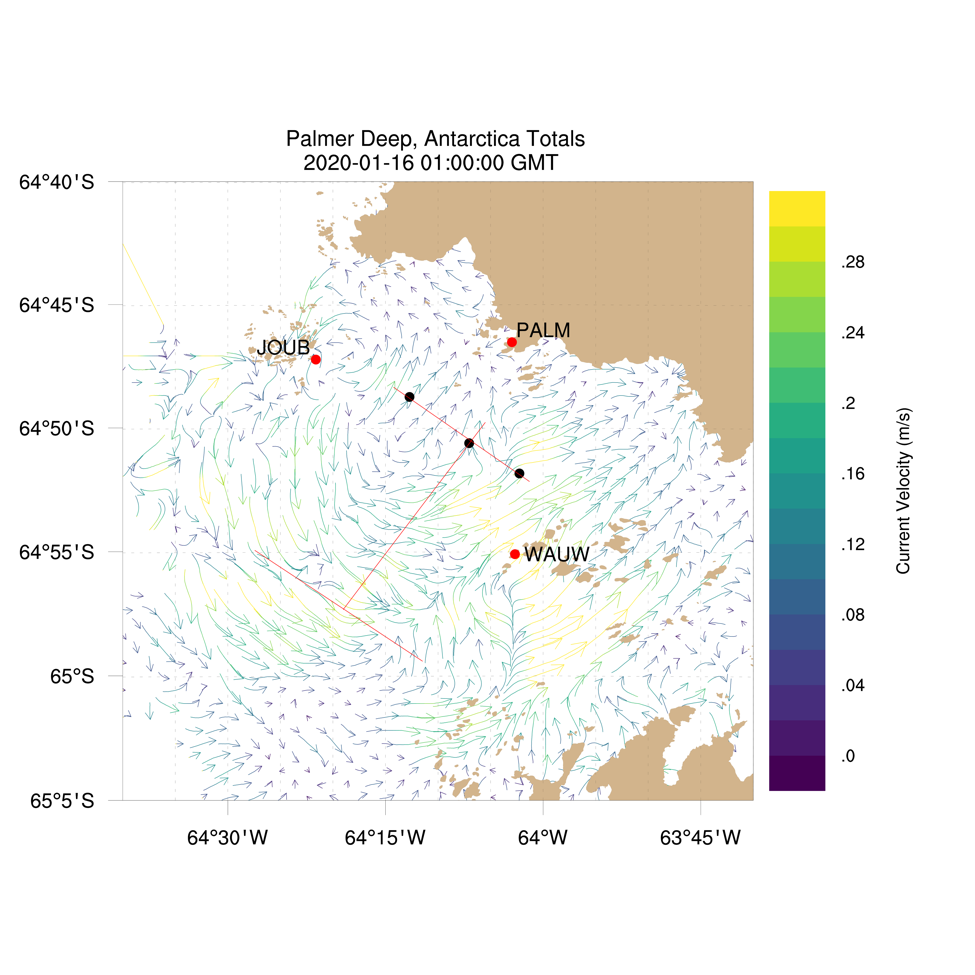 Palmer Deep, Antarctica Totals
2020-01-16 01:00:00 GMT
64°40'S
64°45'S
64°50'S
64°55'S
65°S
65°5'S
64°30'W
64°15'W
64°W
63°45'W
JOUB
PALM
WAUW
.28
.24
.2
.16
.12
.08
.04
.0
Current Velocity (m/s)